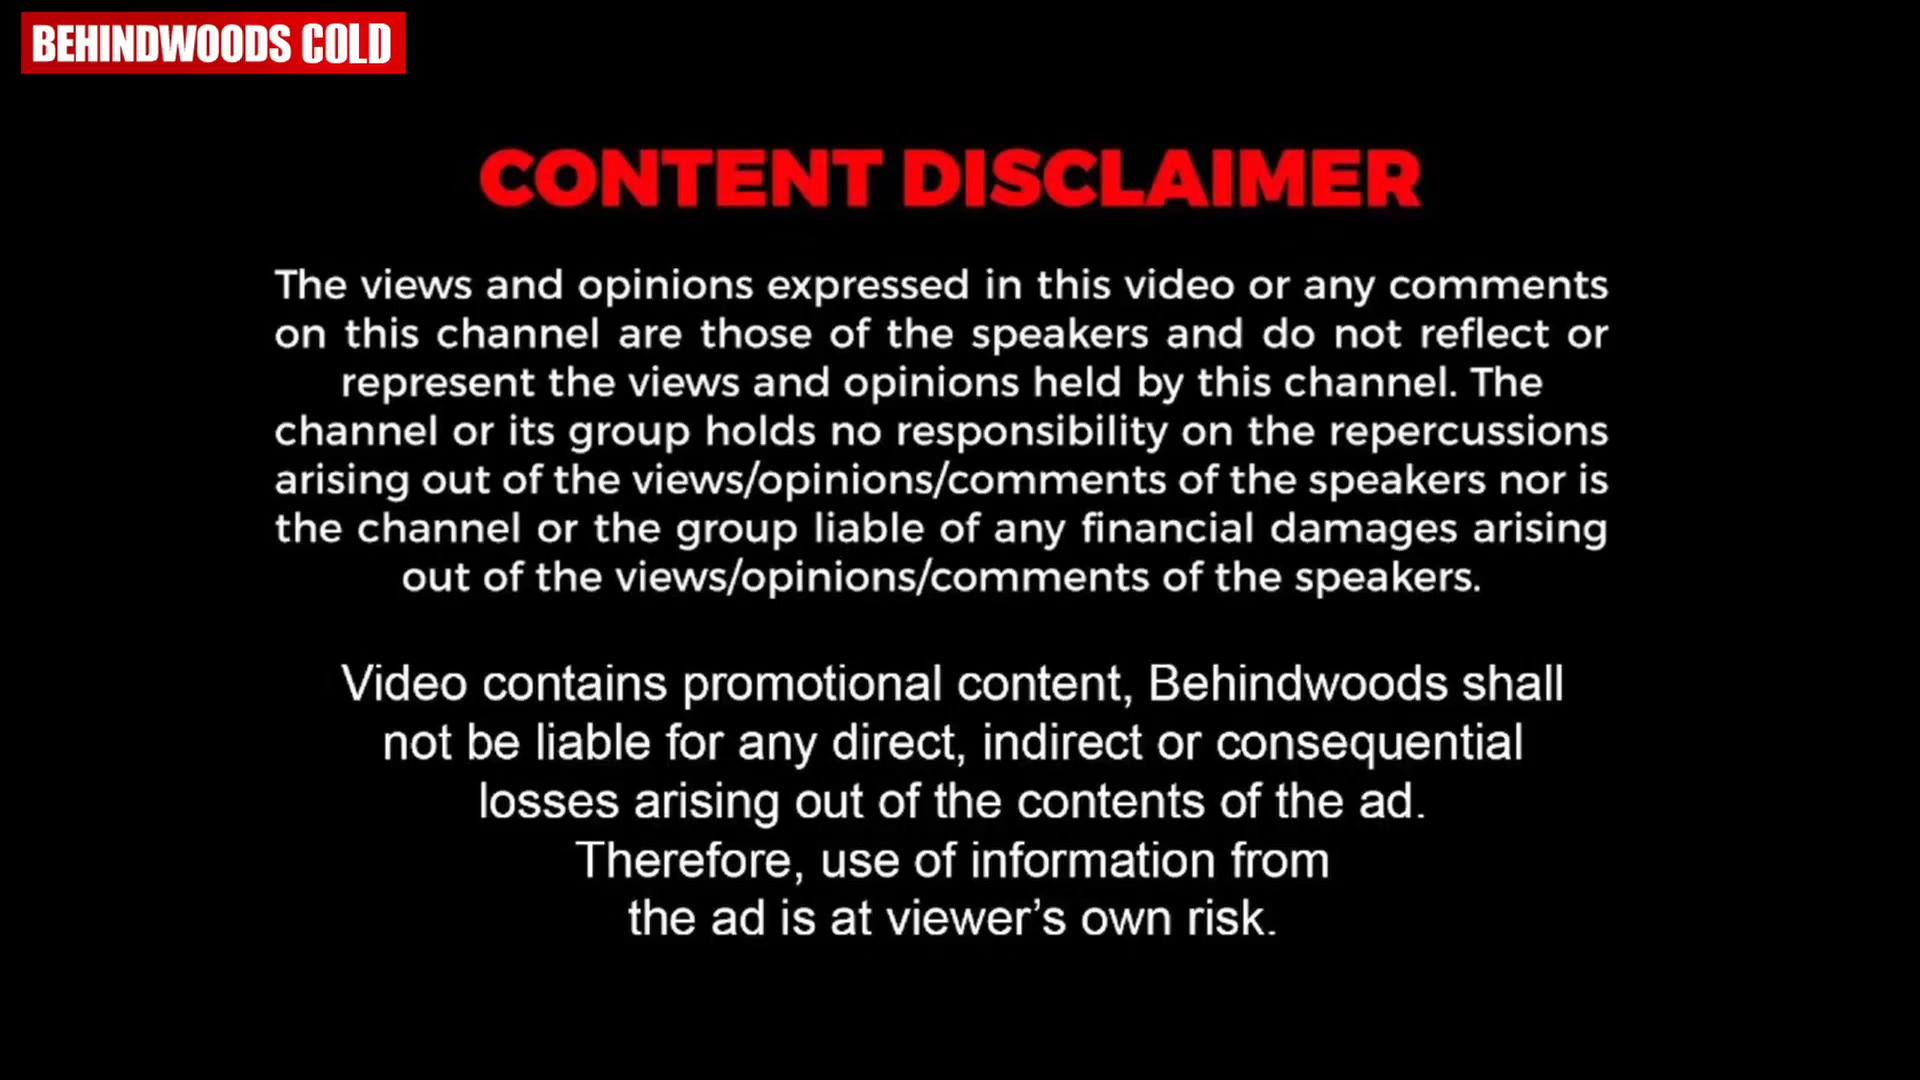 BEHINDWOODS COLD
CONTENT DISCLAIMER
The views and opinions expressed in this video or any comments
on this channel are those of the speakers and do not reflect or
represent the views and opinions held by this channel. The
channel or its group holds no responsibility on the repercussions
arising out of the views/opinions/comments of the speakers nor is
the channel or the group liable of any financial damages arising
out of the views/opinions/comments of the speakers.
Video contains promotional content, Behindwoods shall
not be liable for any direct, indirect or consequential
losses arising out of the contents of the ad.
Therefore, use of information from
the ad is at viewer’s own risk.